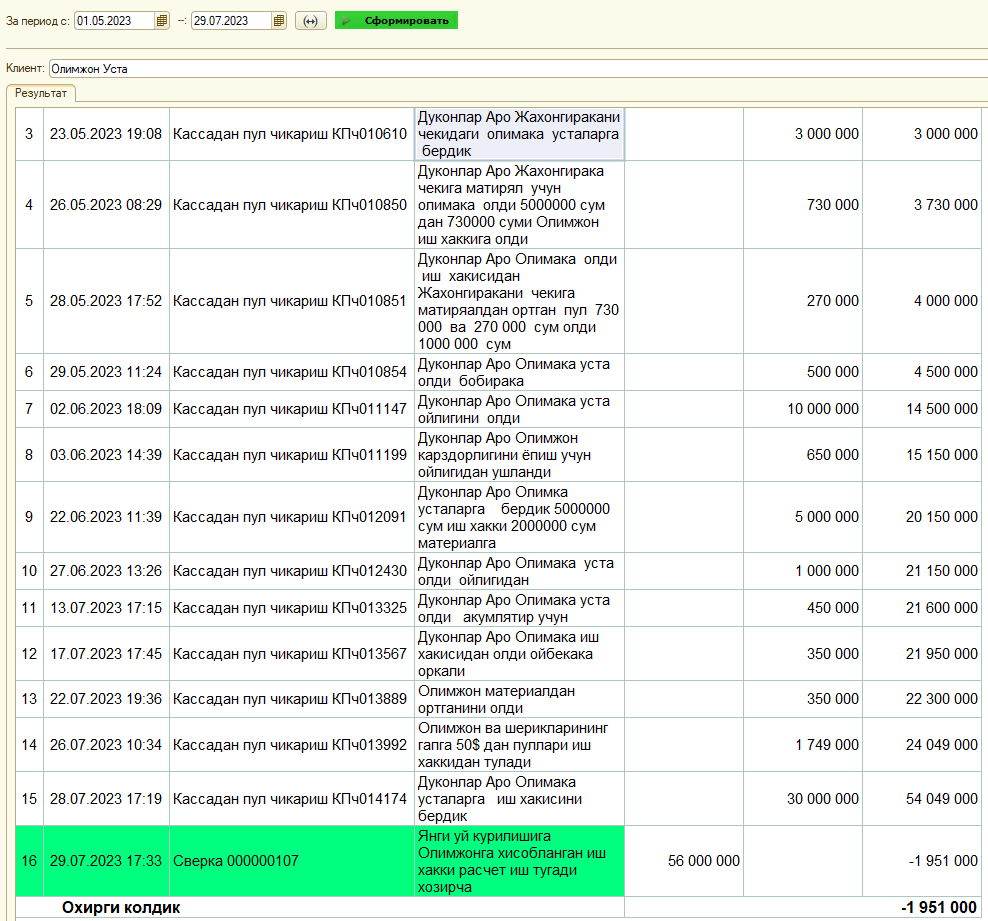 За период с: 01.05.2023 --: 29.07.2023 (↔) Сформировать
Клиент: Олимжон Уста
Результат
Дуконлар Аро Жахонгиракани
3 23.05.2023 19:08 Кассадан пул чикариш КПч010610 чекидаги олимака усталарга 3 000 000 3 000 000
бердик
Дуконлар Аро Жахонгирака
чекига матирял учун
4 26.05.2023 08:29 Кассадан пул чикариш КПч010850 олимака олди 5000000 сум 730 000 3 730 000
дан 730000 суми Олимжон
иш хаккига олди
Дуконлар Аро Олимака олди
иш хакисидан
5 28.05.2023 17:52 Кассадан пул чикариш КПч010851 Жахонгиракани чекига 270 000 4 000 000
матиряалдан ортган пул 730
000 ва 270 000 сум олди
1000 000 сум
6 29.05.2023 11:24 Кассадан пул чикариш КПч010854 Дуконлар Аро Олимака уста 500 000 4 500 000
олди бобирака
7 02.06.2023 18:09 Кассадан пул чикариш КПч011147 Дуконлар Аро Олимака уста 10 000 000 14 500 000
ойлигини олди
Дуконлар Аро Олимжон
8 03.06.2023 14:39 Кассадан пул чикариш КПч011199 карздорлигини ёпиш учун 650 000 15 150 000
ойлигидан ушланди
Дуконлар Аро Олимка
9 22.06.2023 11:39 Кассадан пул чикариш КПч012091 усталарга бердик 5000000 5 000 000 20 150 000
сум иш хакки 2000000 сум
материалга
10 27.06.2023 13:26 Кассадан пул чикариш КПч012430 Дуконлар Аро Олимака уста 1 000 000 21 150 000
олди ойлигидан
11 13.07.2023 17:15 Кассадан пул чикариш КПч013325 Дуконлар Аро Олимака уста 450 000 21 600 000
олди акумлятир учун
Дуконлар Аро Олимака иш
12 17.07.2023 17:45 Кассадан пул чикариш КПч013567 хакисидан олди ойбекака 350 000 21 950 000
оркали
13 22.07.2023 19:36 Кассадан пул чикариш КПч013889 Олимжон материалдан 350 000 22 300 000
ортганини олди
Олимжон ва шерикларининг
14 26.07.2023 10:34 Кассадан пул чикариш КПч013992 гапга 50$ дан пуллари иш 1 749 000 24 049 000
хаккидан тулади
Дуконлар Аро Олимака
15 28.07.2023 17:19 Кассадан пул чикариш КПч014174 усталарга иш хакисини 30 000 000 54 049 000
бердик
Янги уй курилишига
16 29.07.2023 17:33 Сверка 000000107 Олимжонга хисобланган иш 56 000 000 -1 951 000
хакки расчет иш тугади
хозирча
Охирги колдик -1 951 000